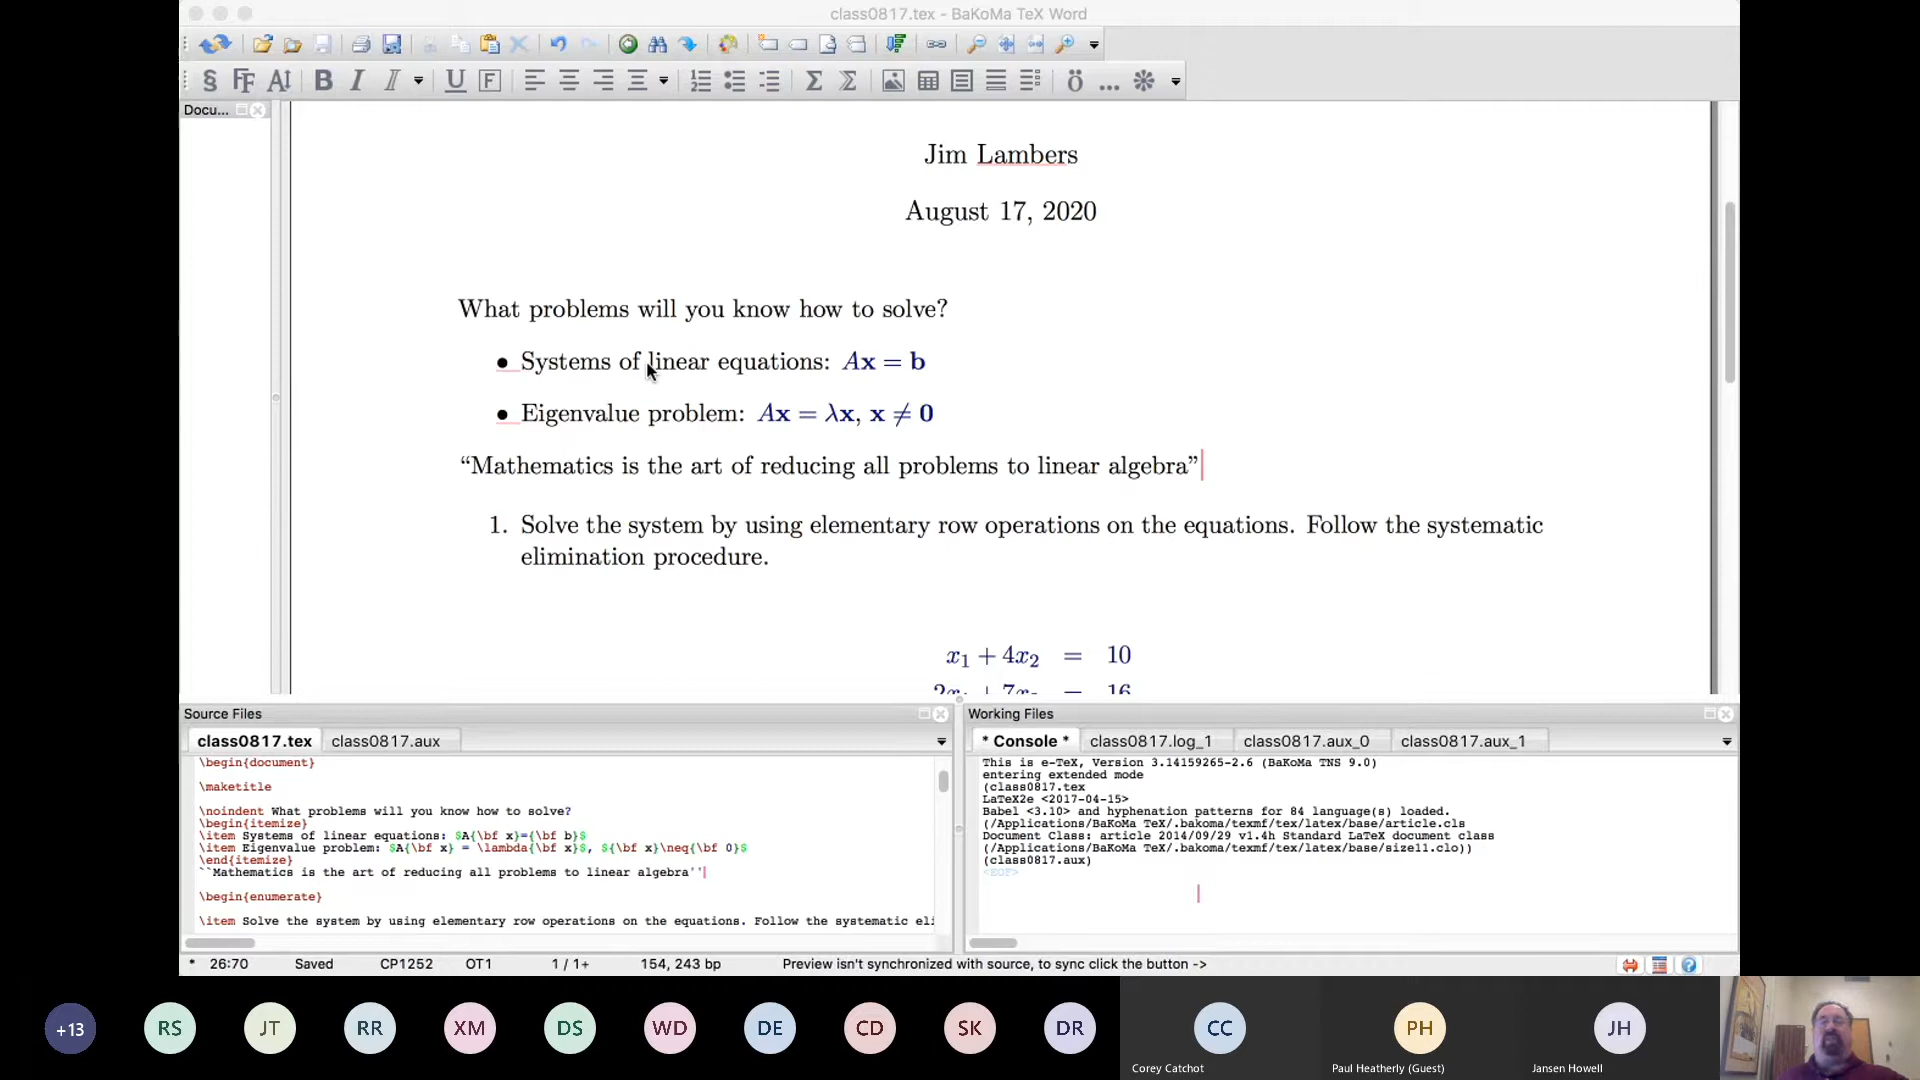 class0817.tex - BaKoMa TeX Word
Docu...
Jim Lambers
August 17, 2020
What problems will you know how to solve?
• Systems of linear equations: Ax = b
• Eigenvalue problem: Ax = λx, x ≠ 0
“Mathematics is the art of reducing all problems to linear algebra”
1. Solve the system by using elementary row operations on the equations. Follow the systematic
elimination procedure.
x₁ + 4x₂ = 10
2x₁ + 7x₂ = 16
Source Files
class0817.tex class0817.aux
\begin{document}
\maketitle
\noindent What problems will you know how to solve?
\begin{itemize}
\item Systems of linear equations: $A{\bf x}={\bf b}$
\item Eigenvalue problem: $A{\bf x} = \lambda{\bf x}$, ${\bf x}\neq{\bf 0}$
\end{itemize}
``Mathematics is the art of reducing all problems to linear algebra''
\begin{enumerate}
\item Solve the system by using elementary row operations on the equations. Follow the systematic eli
Working Files
* Console * class0817.log_1 class0817.aux_0 class0817.aux_1
This is e-TeX, Version 3.14159265-2.6 (BaKoMa TNS 9.0)
entering extended mode
(class0817.tex
LaTeX2e <2017-04-15>
Babel <3.10> and hyphenation patterns for 84 language(s) loaded.
(/Applications/BaKoMa TeX/.bakoma/texmf/tex/latex/base/article.cls
Document Class: article 2014/09/29 v1.4h Standard LaTeX document class
(/Applications/BaKoMa TeX/.bakoma/texmf/tex/latex/base/size11.clo))
(class0817.aux)
<EOF>
* 26:70 Saved CP1252 OT1 1 / 1+ 154, 243 bp Preview isn't synchronized with source, to sync click the button ->
+13 RS JT RR XM DS WD DE CD SK DR CC PH JH
Corey Catchot Paul Heatherly (Guest) Jansen Howell